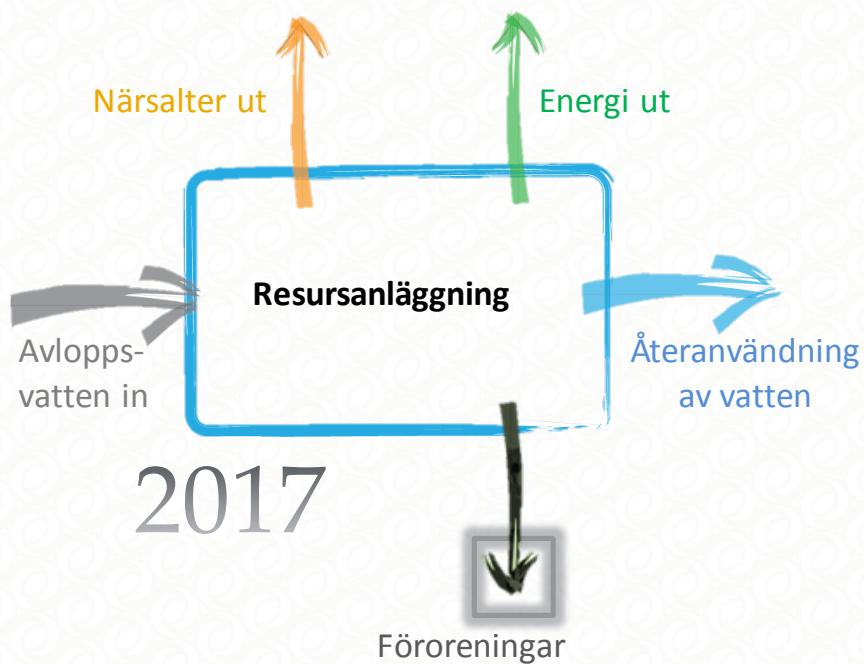 Närsalter ut
Energi ut
Resursanläggning
Avlopps-
vatten in
Återanvändning
av vatten
2017
Föroreningar